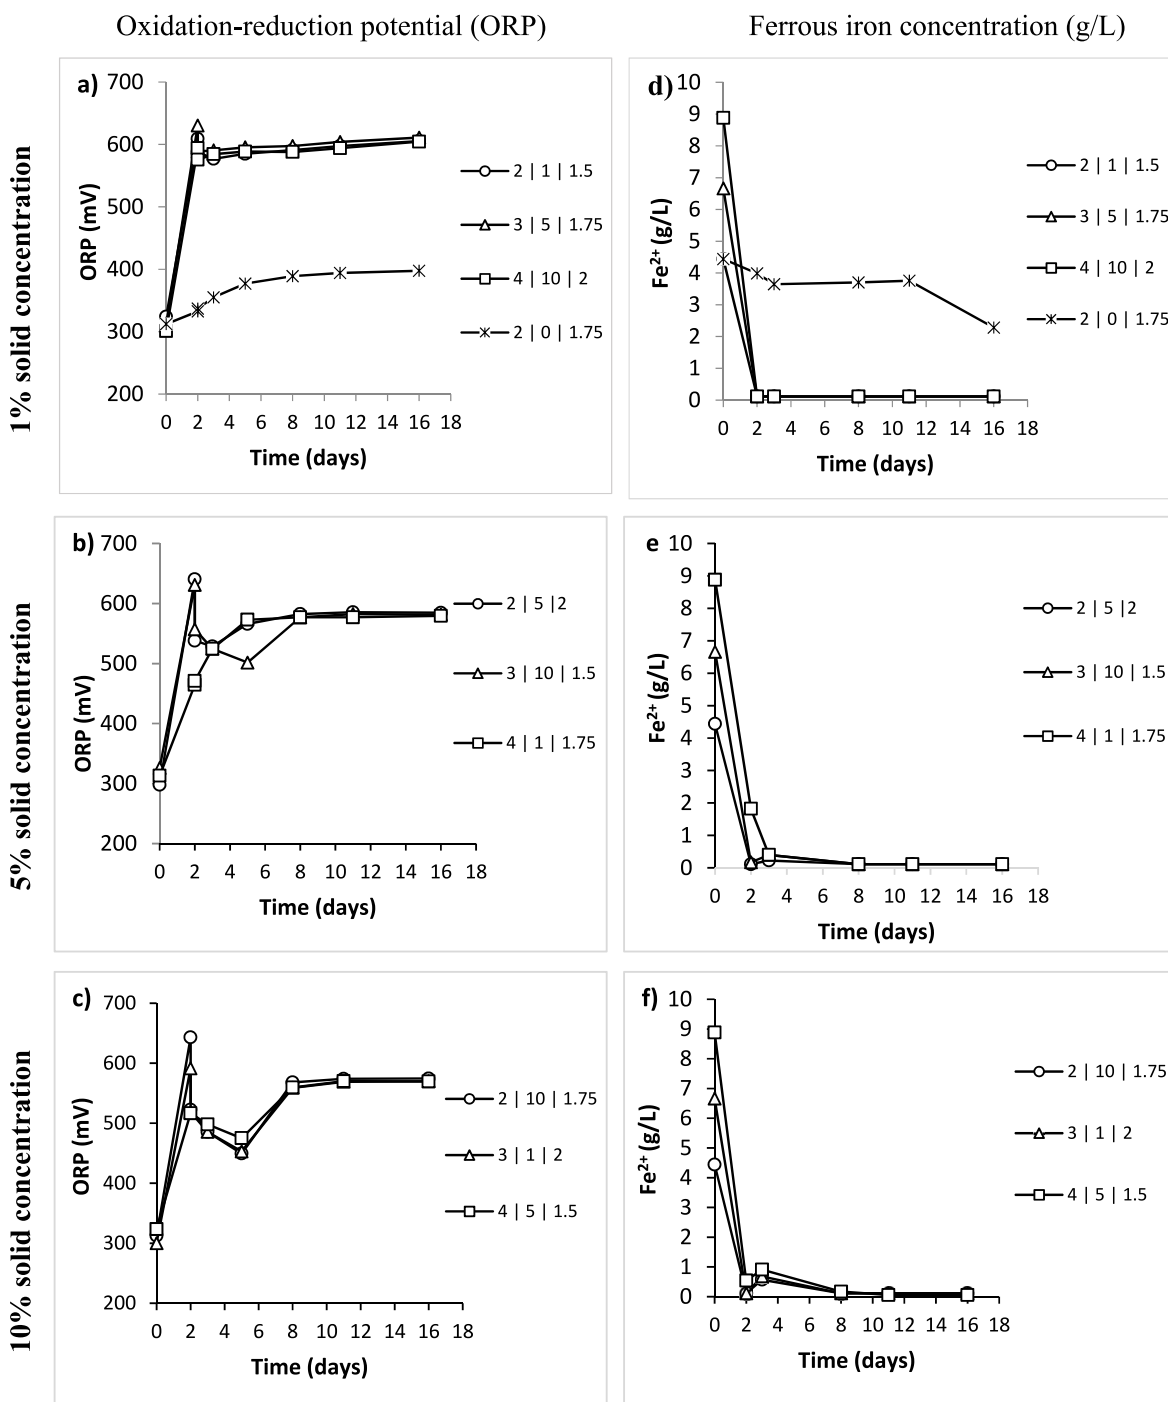 Oxidation-reduction potential (ORP)
Ferrous iron concentration (g/L)
1% solid concentration
a)
700
600
500
400
300
200
ORP (mV)
0 2 4 6 8 10 12 14 16 18
Time (days)
2 | 1 | 1.5
3 | 5 | 1.75
4 | 10 | 2
2 | 0 | 1.75
d)
10
9
8
7
6
5
4
3
2
1
0
Fe²⁺ (g/L)
0 2 4 6 8 10 12 14 16 18
Time (days)
2 | 1 | 1.5
3 | 5 | 1.75
4 | 10 | 2
2 | 0 | 1.75
5% solid concentration
b)
700
600
500
400
300
200
ORP (mV)
0 2 4 6 8 10 12 14 16 18
Time (days)
2 | 5 |2
3 | 10 | 1.5
4 | 1 | 1.75
e
10
9
8
7
6
5
4
3
2
1
0
Fe²⁺ (g/L)
0 2 4 6 8 10 12 14 16 18
Time (days)
2 | 5 |2
3 | 10 | 1.5
4 | 1 | 1.75
10% solid concentration
c)
700
600
500
400
300
200
ORP (mV)
0 2 4 6 8 10 12 14 16 18
Time (days)
2 | 10 | 1.75
3 | 1 | 2
4 | 5 | 1.5
f)
10
9
8
7
6
5
4
3
2
1
0
Fe²⁺ (g/L)
0 2 4 6 8 10 12 14 16 18
Time (days)
2 | 10 | 1.75
3 | 1 | 2
4 | 5 | 1.5